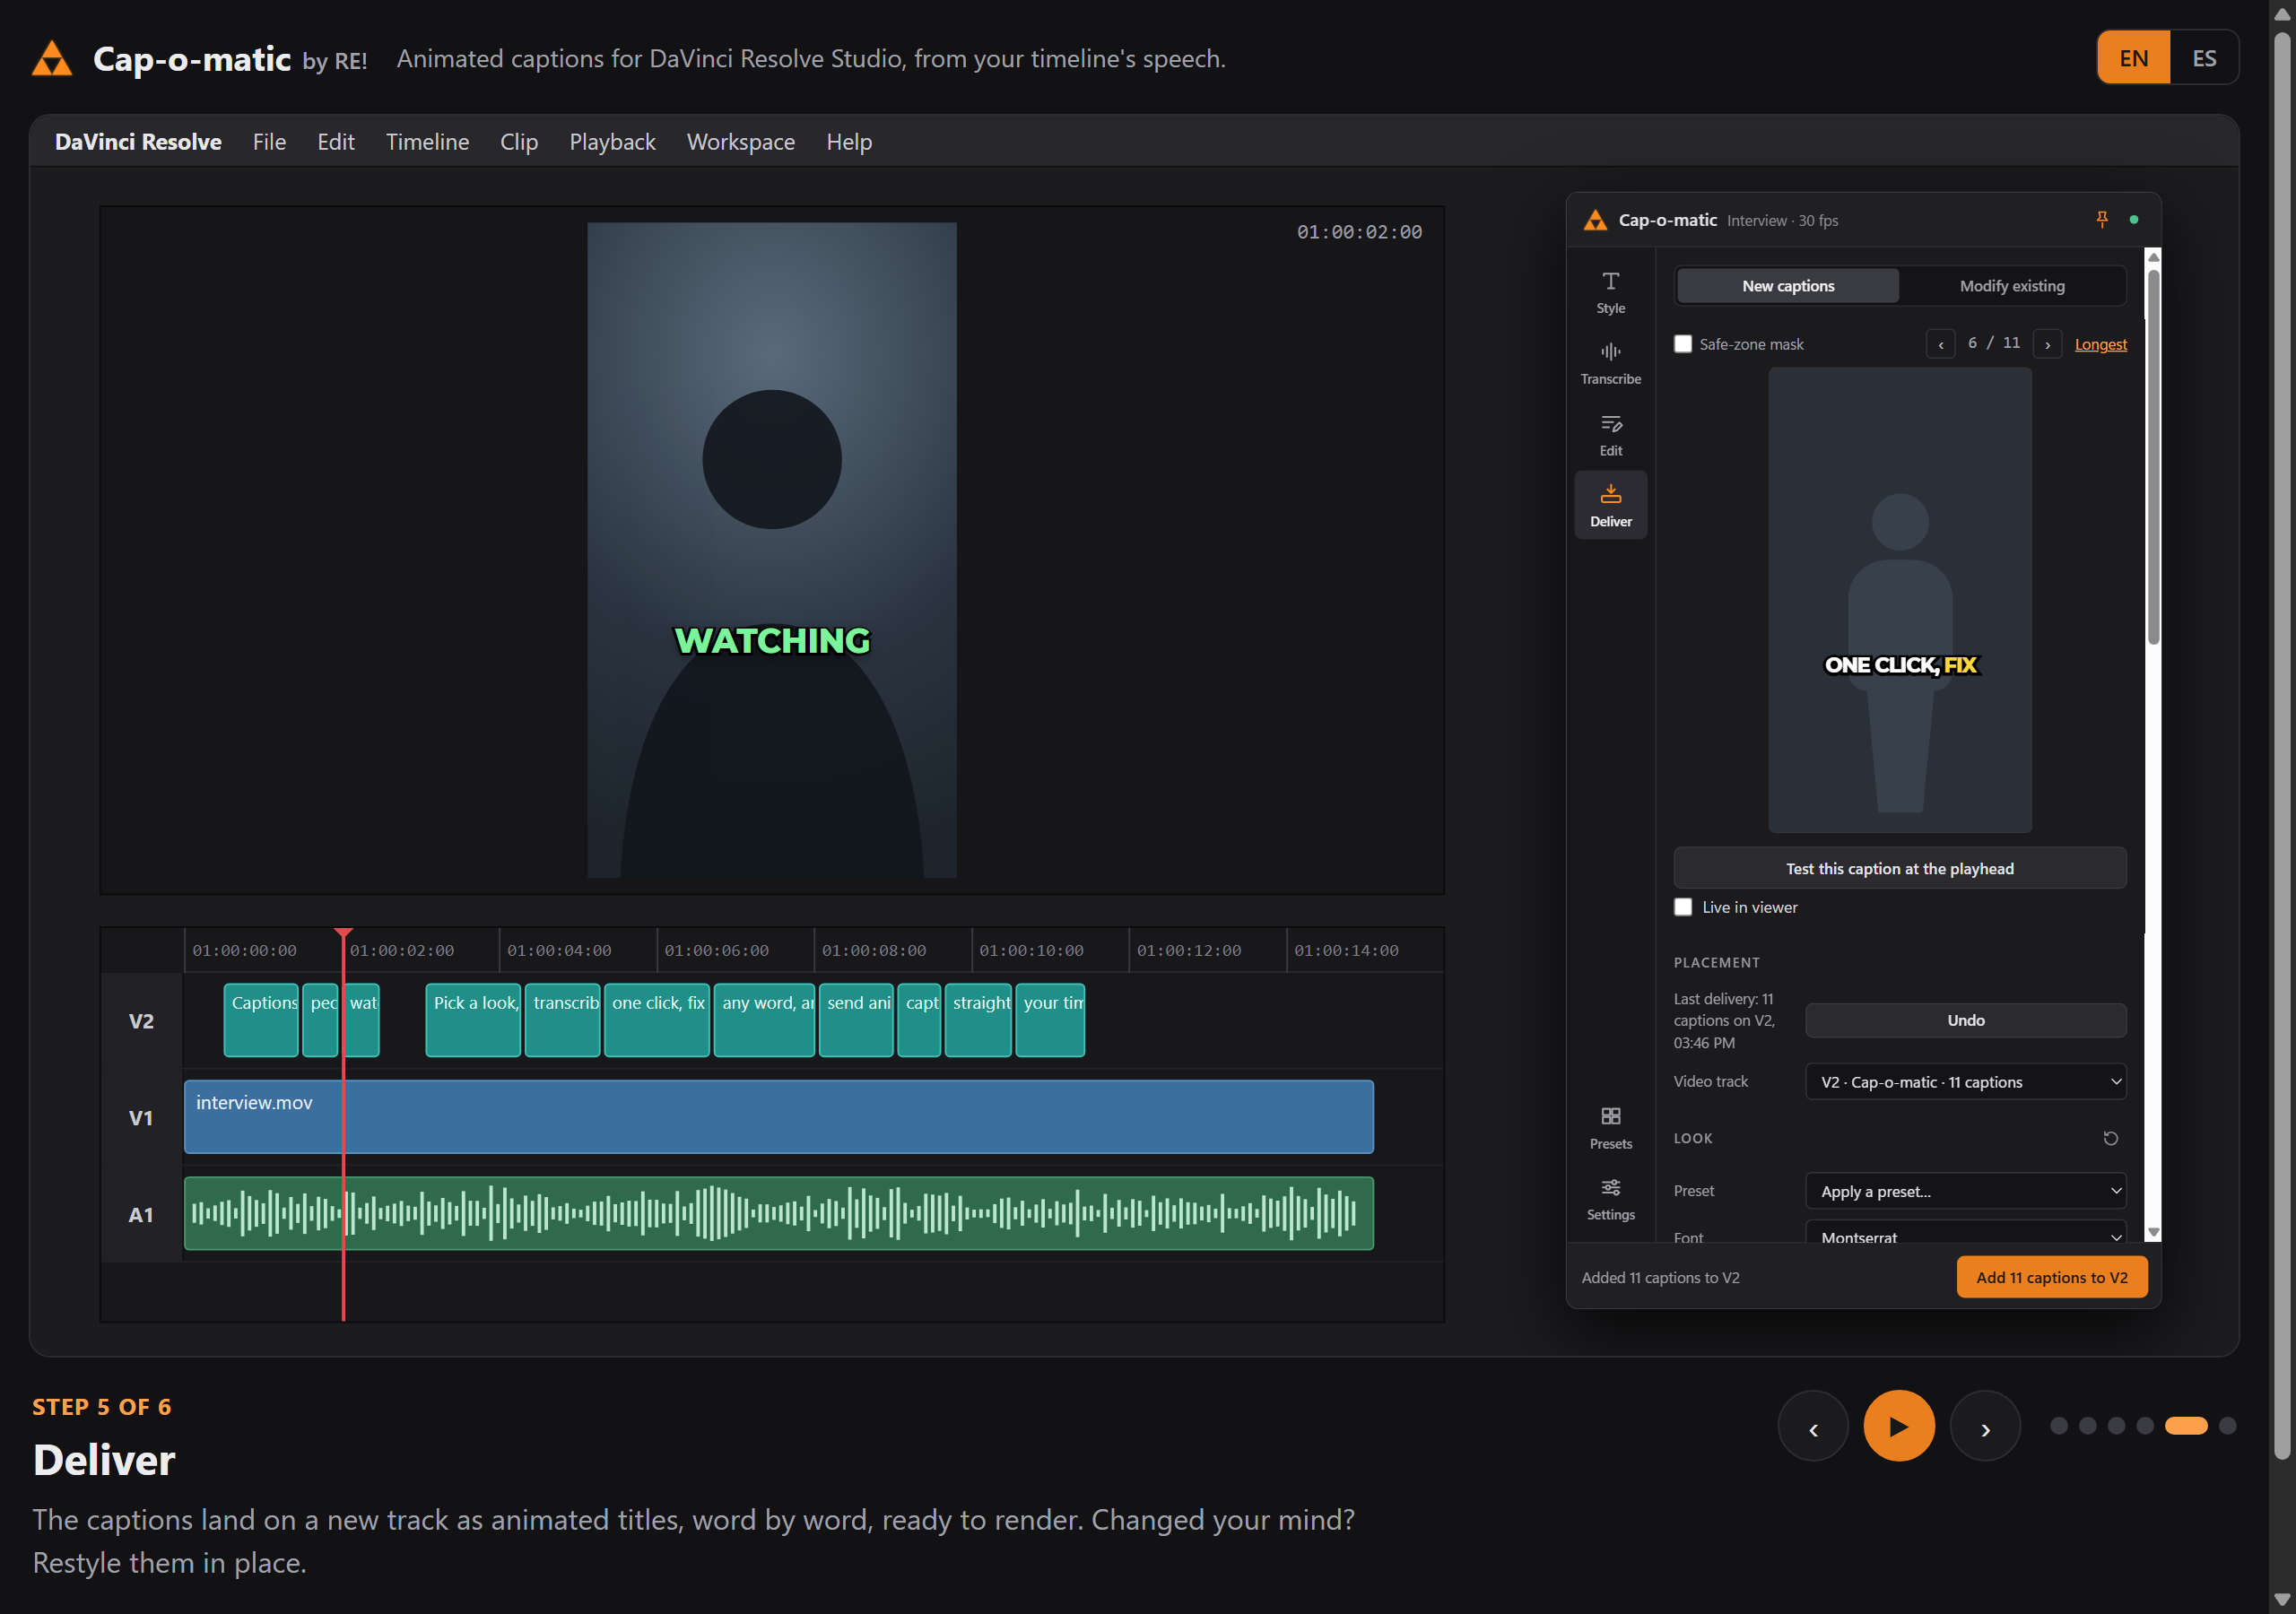 Cap-o-matic by RE! Animated captions for DaVinci Resolve Studio, from your timeline's speech.
EN ES
DaVinci Resolve File Edit Timeline Clip Playback Workspace Help
01:00:02:00
WATCHING
01:00:00:00 01:00:02:00 01:00:04:00 01:00:06:00 01:00:08:00 01:00:10:00 01:00:12:00 01:00:14:00
V2
Captions peo wat Pick a look, transcrib one click, fix any word, an send ani capt straight your tim
V1
interview.mov
A1
Cap-o-matic Interview · 30 fps
Style
Transcribe
Edit
Deliver
Presets
Settings
New captions Modify existing
Safe-zone mask ‹ 6 / 11 › Longest
ONE CLICK, FIX
Test this caption at the playhead
Live in viewer
PLACEMENT
Last delivery: 11
captions on V2,
03:46 PM
Undo
Video track V2 · Cap-o-matic · 11 captions
LOOK
Preset Apply a preset...
Font Montserrat
Added 11 captions to V2 Add 11 captions to V2
STEP 5 OF 6
Deliver
The captions land on a new track as animated titles, word by word, ready to render. Changed your mind?
Restyle them in place.